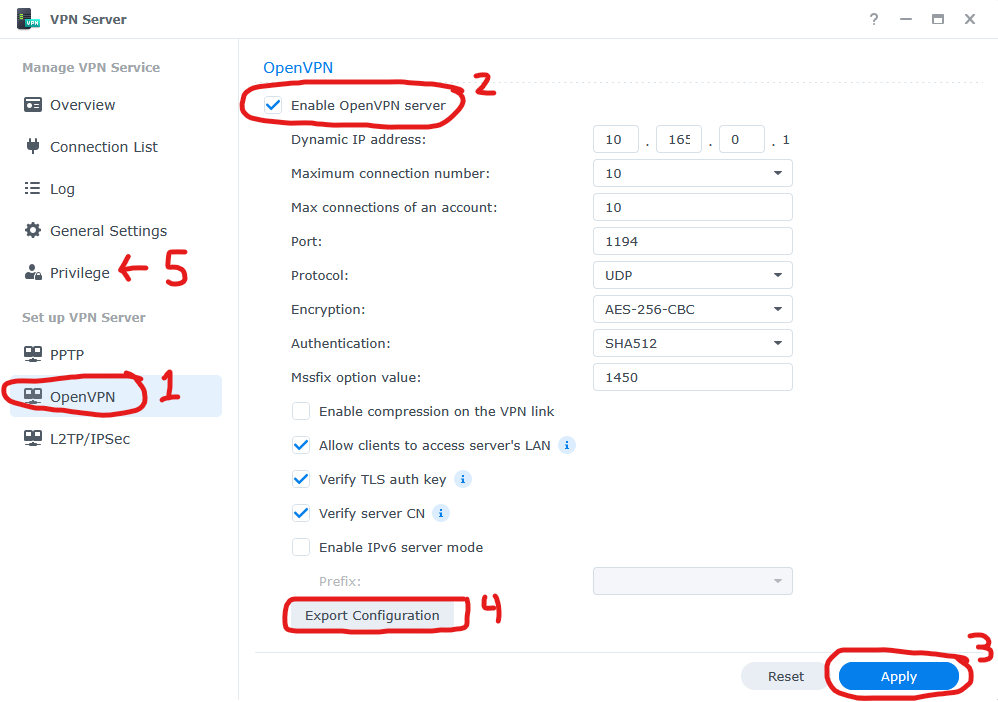 VPN Server
Manage VPN Service
Overview
Connection List
Log
General Settings
Privilege ← 5
Set up VPN Server
PPTP
OpenVPN 1
L2TP/IPSec
OpenVPN
Enable OpenVPN server 2
Dynamic IP address: 10 . 165 . 0 . 1
Maximum connection number: 10
Max connections of an account: 10
Port: 1194
Protocol: UDP
Encryption: AES-256-CBC
Authentication: SHA512
Mssfix option value: 1450
Enable compression on the VPN link
Allow clients to access server's LAN i
Verify TLS auth key i
Verify server CN i
Enable IPv6 server mode
Prefix:
Export Configuration 4
Reset Apply 3